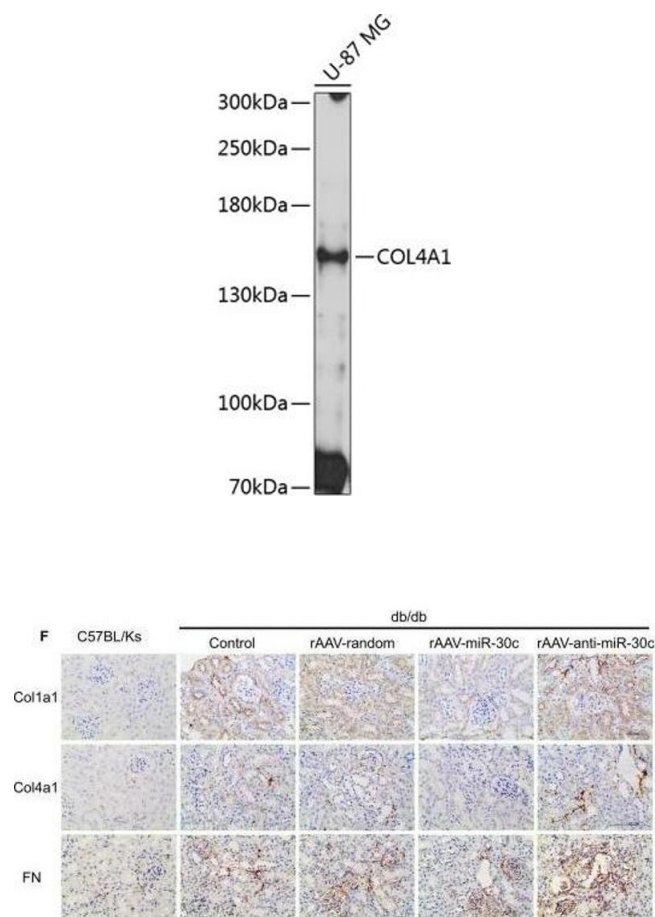 U-87 MG
300kDa
250kDa
180kDa
COL4A1
130kDa
100kDa
70kDa
db/db
F C57BL/Ks Control rAAV-random rAAV-miR-30c rAAV-anti-miR-30c
Col1a1
Col4a1
FN